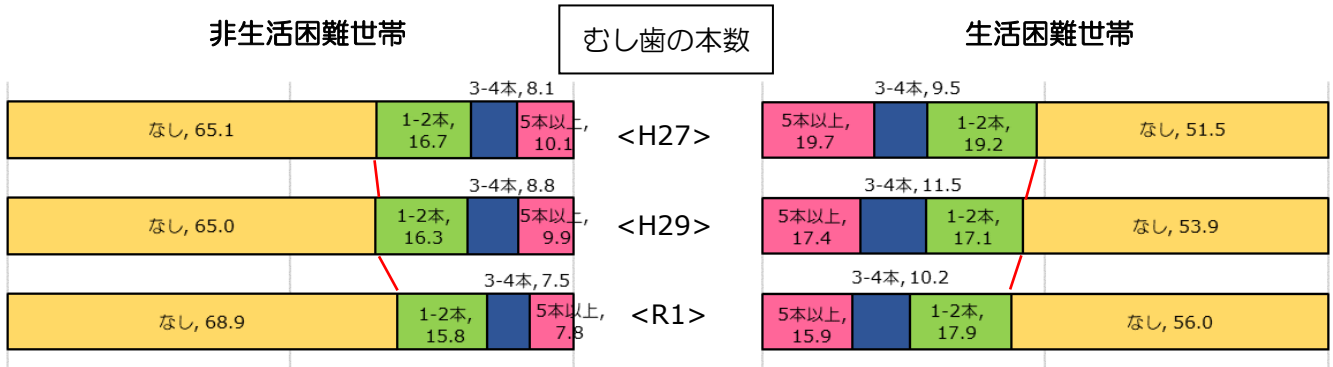 非生活困難世帯
むし歯の本数
生活困難世帯
3-4本, 8.1
なし, 65.1
1-2本,
16.7
5本以上,
10.1
<H27>
3-4本, 9.5
5本以上,
19.7
1-2本,
19.2
なし, 51.5
3-4本, 8.8
なし, 65.0
1-2本,
16.3
5本以上,
9.9
<H29>
3-4本, 11.5
5本以上,
17.4
1-2本,
17.1
なし, 53.9
3-4本, 7.5
なし, 68.9
1-2本,
15.8
5本以上,
7.8
<R1>
3-4本, 10.2
5本以上,
15.9
1-2本,
17.9
なし, 56.0